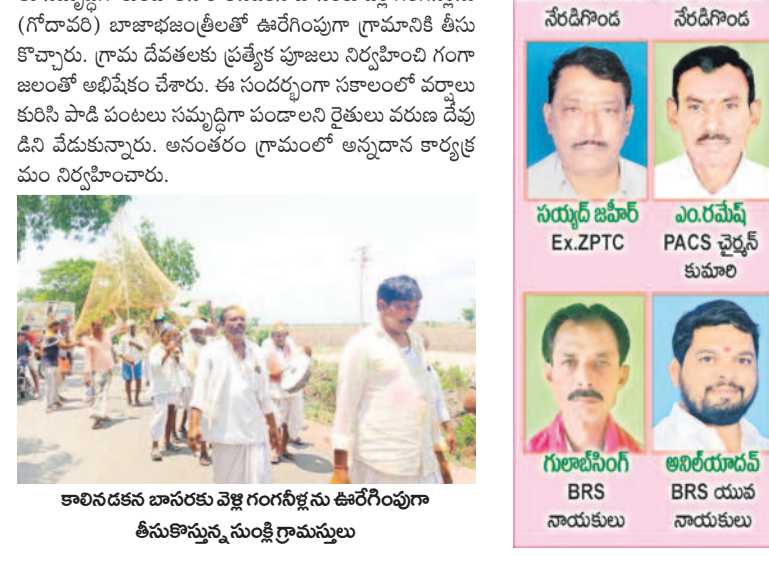 (గోదావరి) బాజాభజంత్రీలతో ఊరేగింపుగా గ్రామానికి తీసు
కొచ్చారు. గ్రామ దేవతలకు ప్రత్యేక పూజలు నిర్వహించి గంగా
జలంతో అభిషేకం చేశారు. ఈ సందర్భంగా సకాలంలో వర్షాలు
కురిసి పాడి పంటలు సమృద్ధిగా పండాలని రైతులు వరుణ దేవు
డిని వేడుకున్నారు. అనంతరం గ్రామంలో అన్నదాన కార్యక్ర
మం నిర్వహించారు.
కాలినడకన బాసరకు వెళ్లి గంగనీళ్లను ఊరేగింపుగా
తీసుకొస్తున్న సుంక్లి గ్రామస్తులు
నేరడిగొండ
నేరడిగొండ
సయ్యద్ జహీర్
Ex.ZPTC
ఎం.రమేష్
PACS చైర్మన్
కుమారి
గులాబ్‌సింగ్
BRS
నాయకులు
అనిల్‌యాదవ్
BRS యువ
నాయకులు